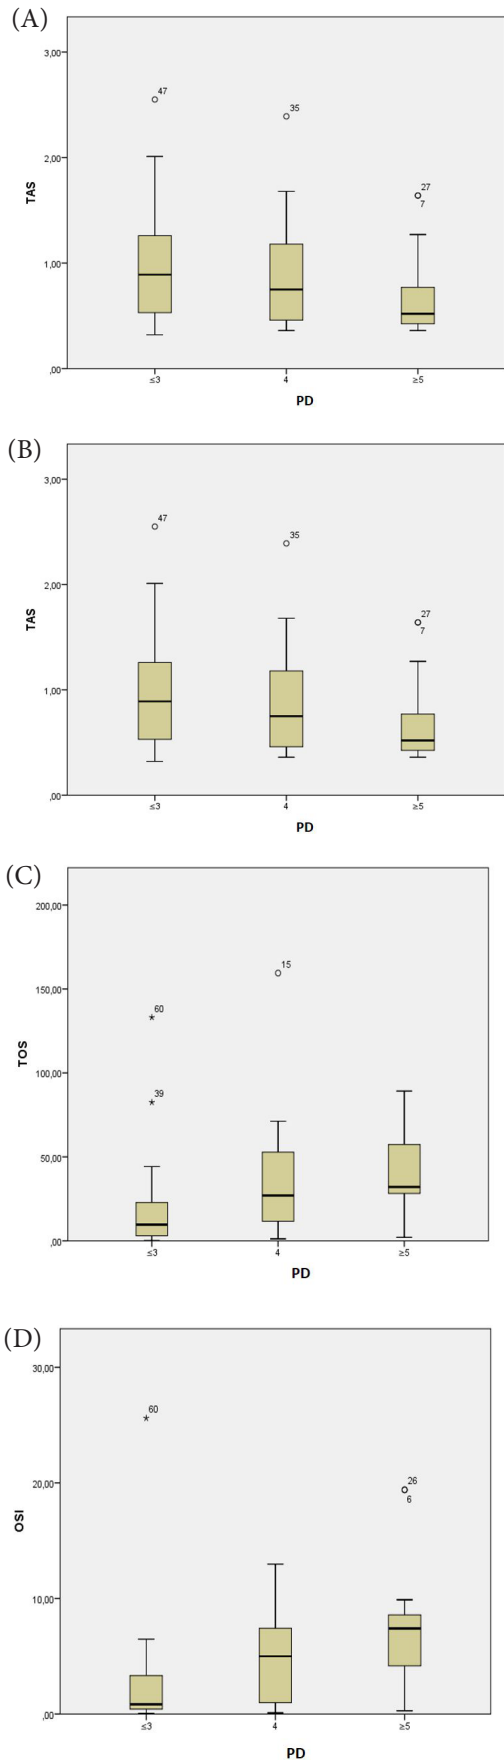 (A)
3,00
47
35
2,00
27
7
TAS
1,00
,00
≤3 4 ≥5
PD
(B)
3,00
47
35
2,00
27
7
TAS
1,00
,00
≤3 4 ≥5
PD
(C)
200,00
15
150,00
60
TOS
100,00
39
50,00
,00
≤3 4 ≥5
PD
(D)
30,00
60
26
6
20,00
OSI
10,00
,00
≤3 4 ≥5
PD